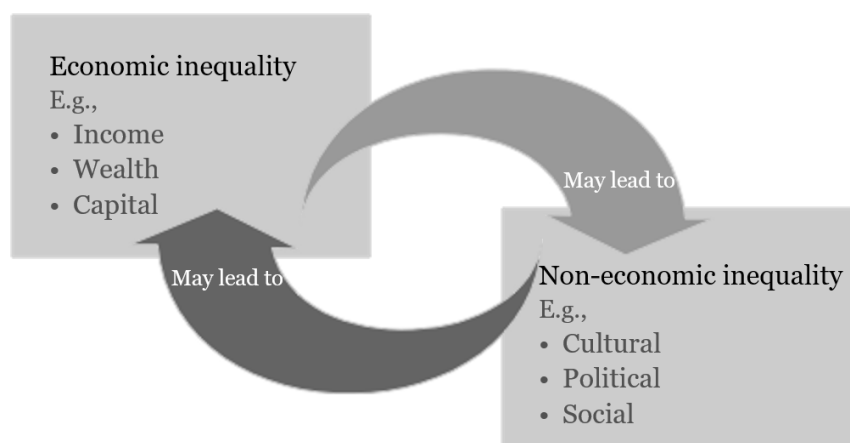 Economic inequality
E.g.,
• Income
• Wealth
• Capital
May lead to
May lead to
Non-economic inequality
E.g.,
• Cultural
• Political
• Social